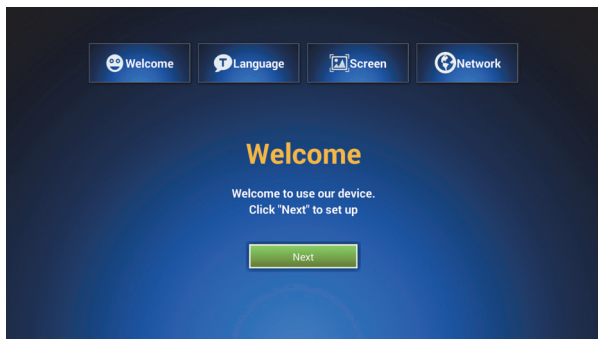 Welcome
Language
Screen
Network
Welcome
Welcome to use our device.
Click "Next" to set up
Next